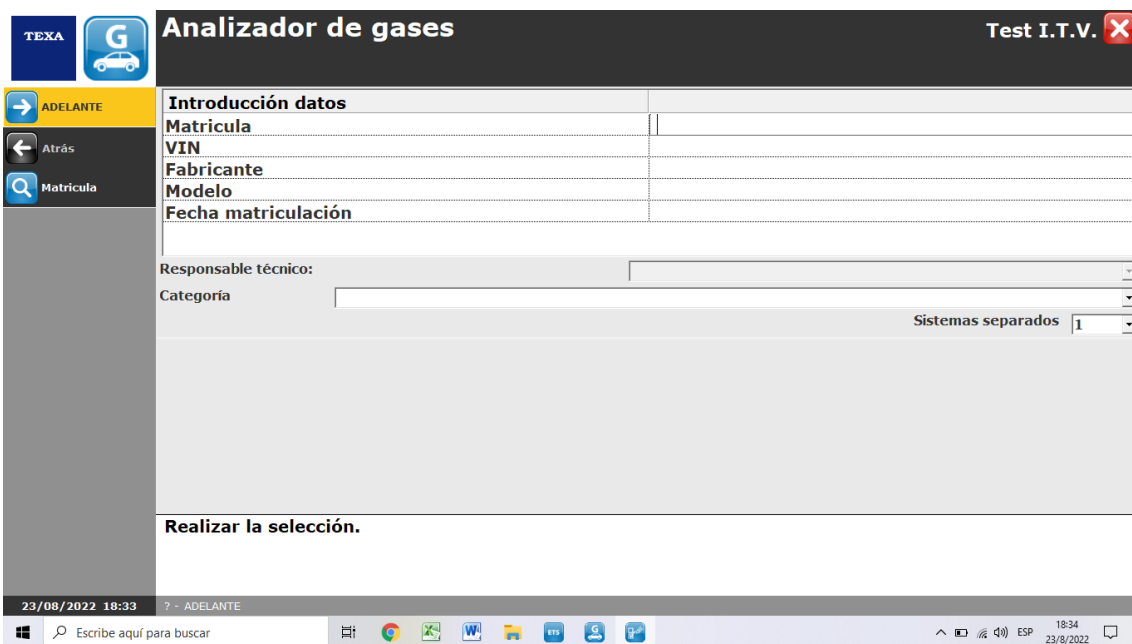 TEXA
G
Analizador de gases
Test I.T.V.
ADELANTE
Atrás
Matricula
Introducción datos
Matricula
VIN
Fabricante
Modelo
Fecha matriculación
Responsable técnico:
Categoría
Sistemas separados 1
Realizar la selección.
23/08/2022 18:33 ? - ADELANTE
Escribe aquí para buscar
ETS
G
ESP
18:34
23/8/2022